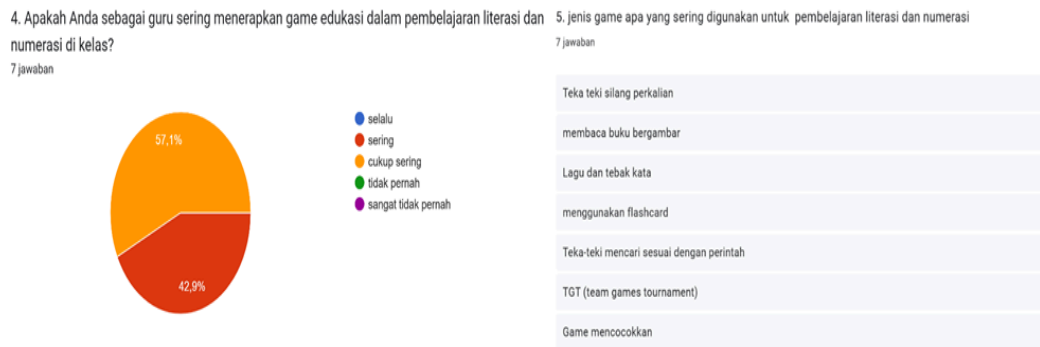 4. Apakah Anda sebagai guru sering menerapkan game edukasi dalam pembelajaran literasi dan
numerasi di kelas?
7 jawaban
57,1%
42,9%
selalu
sering
cukup sering
tidak pernah
sangat tidak pernah
5. jenis game apa yang sering digunakan untuk pembelajaran literasi dan numerasi
7 jawaban
Teka teki silang perkalian
membaca buku bergambar
Lagu dan tebak kata
menggunakan flashcard
Teka-teki mencari sesuai dengan perintah
TGT (team games tournament)
Game mencocokkan